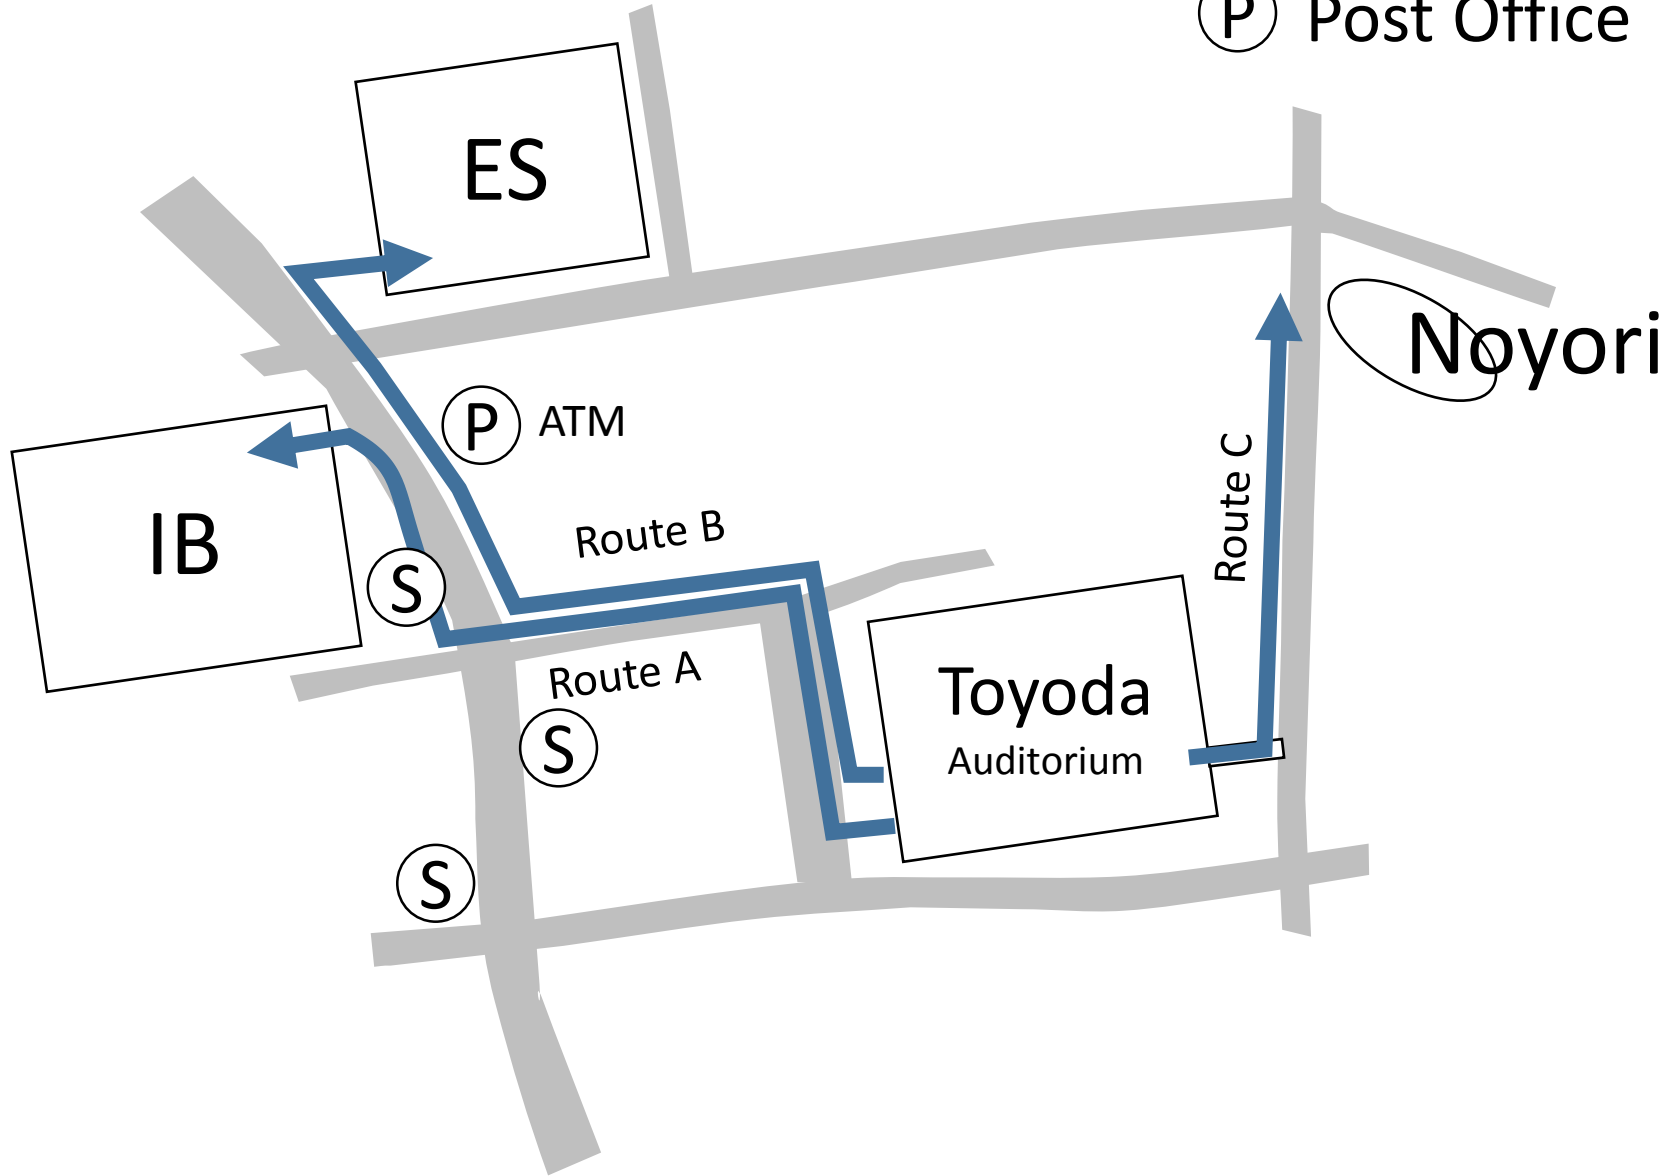 P Post Office
ES
Noyori
P ATM
Route C
IB
Route B
S
Route A
Toyoda
Auditorium
S
S